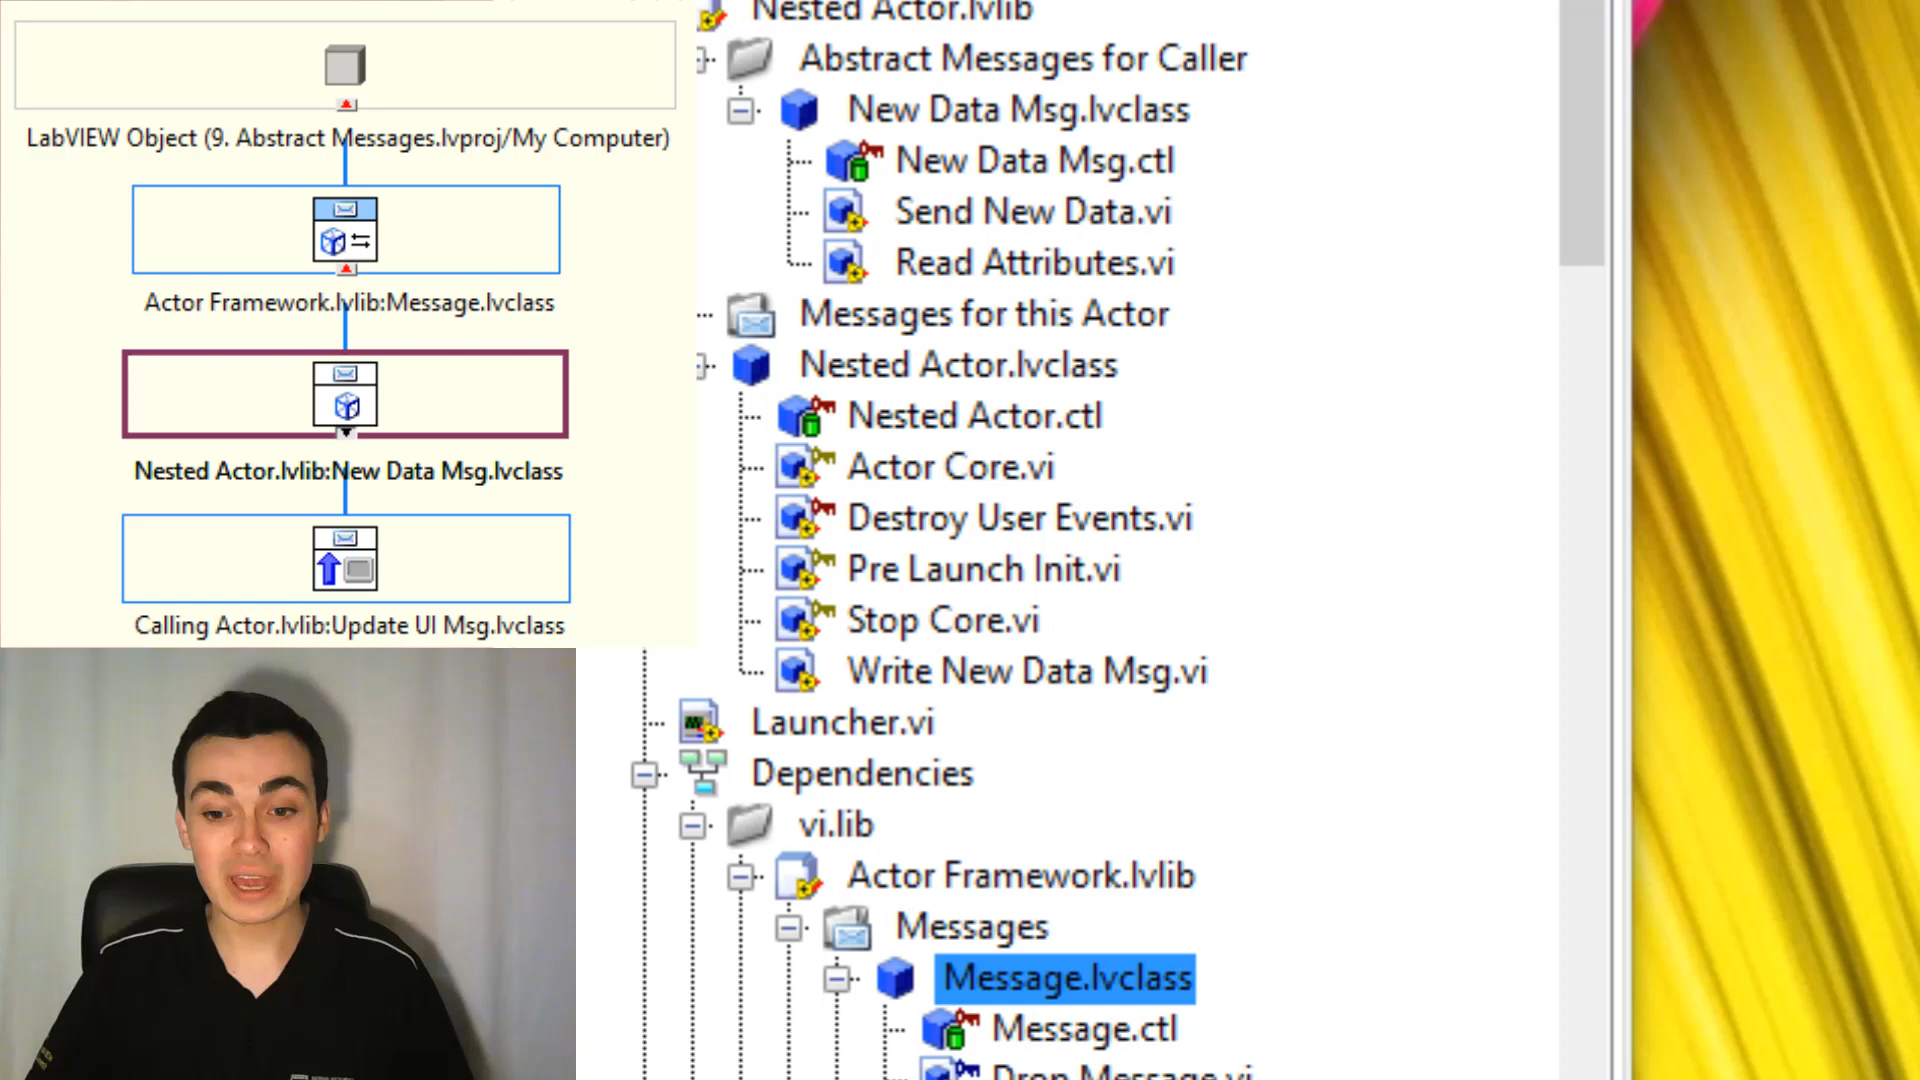 LabVIEW Object (9. Abstract Messages.lvproj/My Computer)
Actor Framework.lvlib:Message.lvclass
Nested Actor.lvlib:New Data Msg.lvclass
Calling Actor.lvlib:Update UI Msg.lvclass
Nested Actor.lvlib
Abstract Messages for Caller
New Data Msg.lvclass
New Data Msg.ctl
Send New Data.vi
Read Attributes.vi
Messages for this Actor
Nested Actor.lvclass
Nested Actor.ctl
Actor Core.vi
Destroy User Events.vi
Pre Launch Init.vi
Stop Core.vi
Write New Data Msg.vi
Launcher.vi
Dependencies
vi.lib
Actor Framework.lvlib
Messages
Message.lvclass
Message.ctl
Drop Message.vi